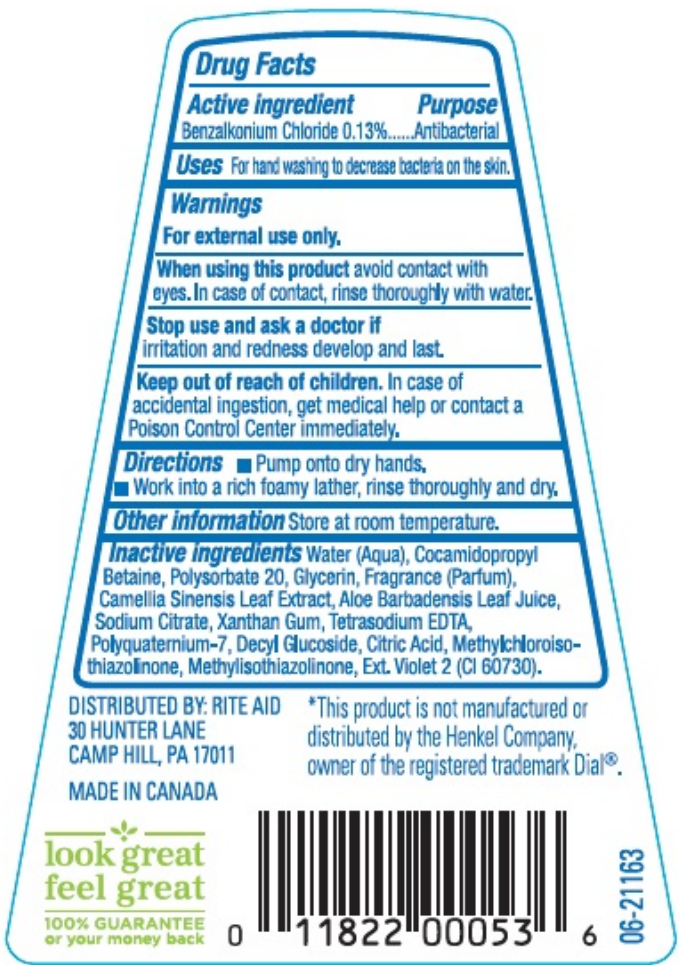 Drug Facts
Active ingredient Purpose
Benzalkonium Chloride 0.13%......Antibacterial
Uses For hand washing to decrease bacteria on the skin.
Warnings
For external use only.
When using this product avoid contact with
eyes. In case of contact, rinse thoroughly with water.
Stop use and ask a doctor if
irritation and redness develop and last.
Keep out of reach of children. In case of
accidental ingestion, get medical help or contact a
Poison Control Center immediately.
Directions ■ Pump onto dry hands.
■ Work into a rich foamy lather, rinse thoroughly and dry.
Other information Store at room temperature.
Inactive ingredients Water (Aqua), Cocamidopropyl
Betaine, Polysorbate 20, Glycerin, Fragrance (Parfum),
Camellia Sinensis Leaf Extract, Aloe Barbadensis Leaf Juice,
Sodium Citrate, Xanthan Gum, Tetrasodium EDTA,
Polyquaternium-7, Decyl Glucoside, Citric Acid, Methylchloroiso-
thiazolinone, Methylisothiazolinone, Ext. Violet 2 (CI 60730).
DISTRIBUTED BY: RITE AID
30 HUNTER LANE
CAMP HILL, PA 17011
MADE IN CANADA
*This product is not manufactured or
distributed by the Henkel Company,
owner of the registered trademark Dial®.
look great
feel great
100% GUARANTEE
or your money back
0 11822 00053 6
06-21163